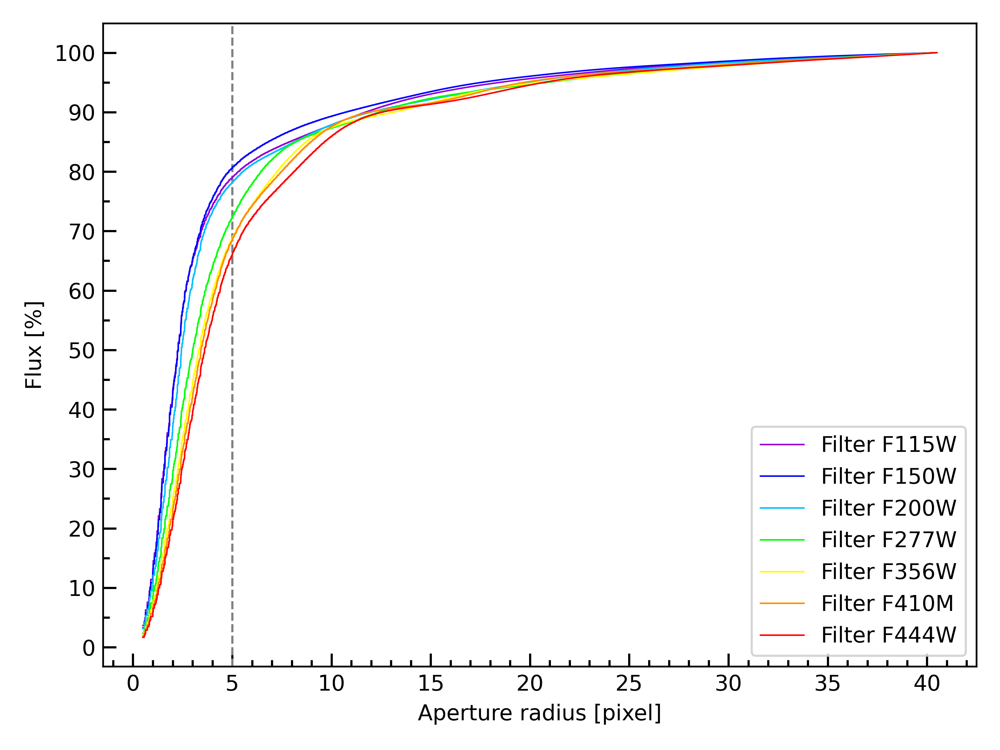 100
90
80
70
60
50
40
30
20
10
0
Flux [%]
0 5 10 15 20 25 30 35 40
Aperture radius [pixel]
Filter F115W
Filter F150W
Filter F200W
Filter F277W
Filter F356W
Filter F410M
Filter F444W